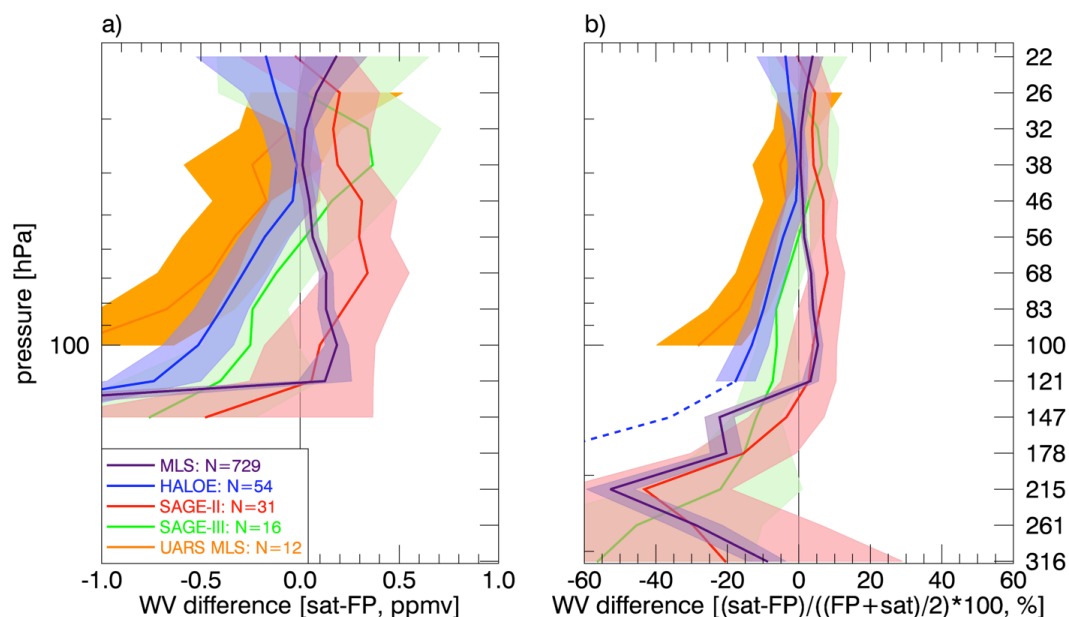 a)
b)
pressure [hPa]
100
MLS: N=729
HALOE: N=54
SAGE-II: N=31
SAGE-III: N=16
UARS MLS: N=12
-1.0 -0.5 0.0 0.5 1.0
WV difference [sat-FP, ppmv]
22
26
32
38
46
56
68
83
100
121
147
178
215
261
316
-60 -40 -20 0 20 40 60
WV difference [(sat-FP)/((FP+sat)/2)*100, %]